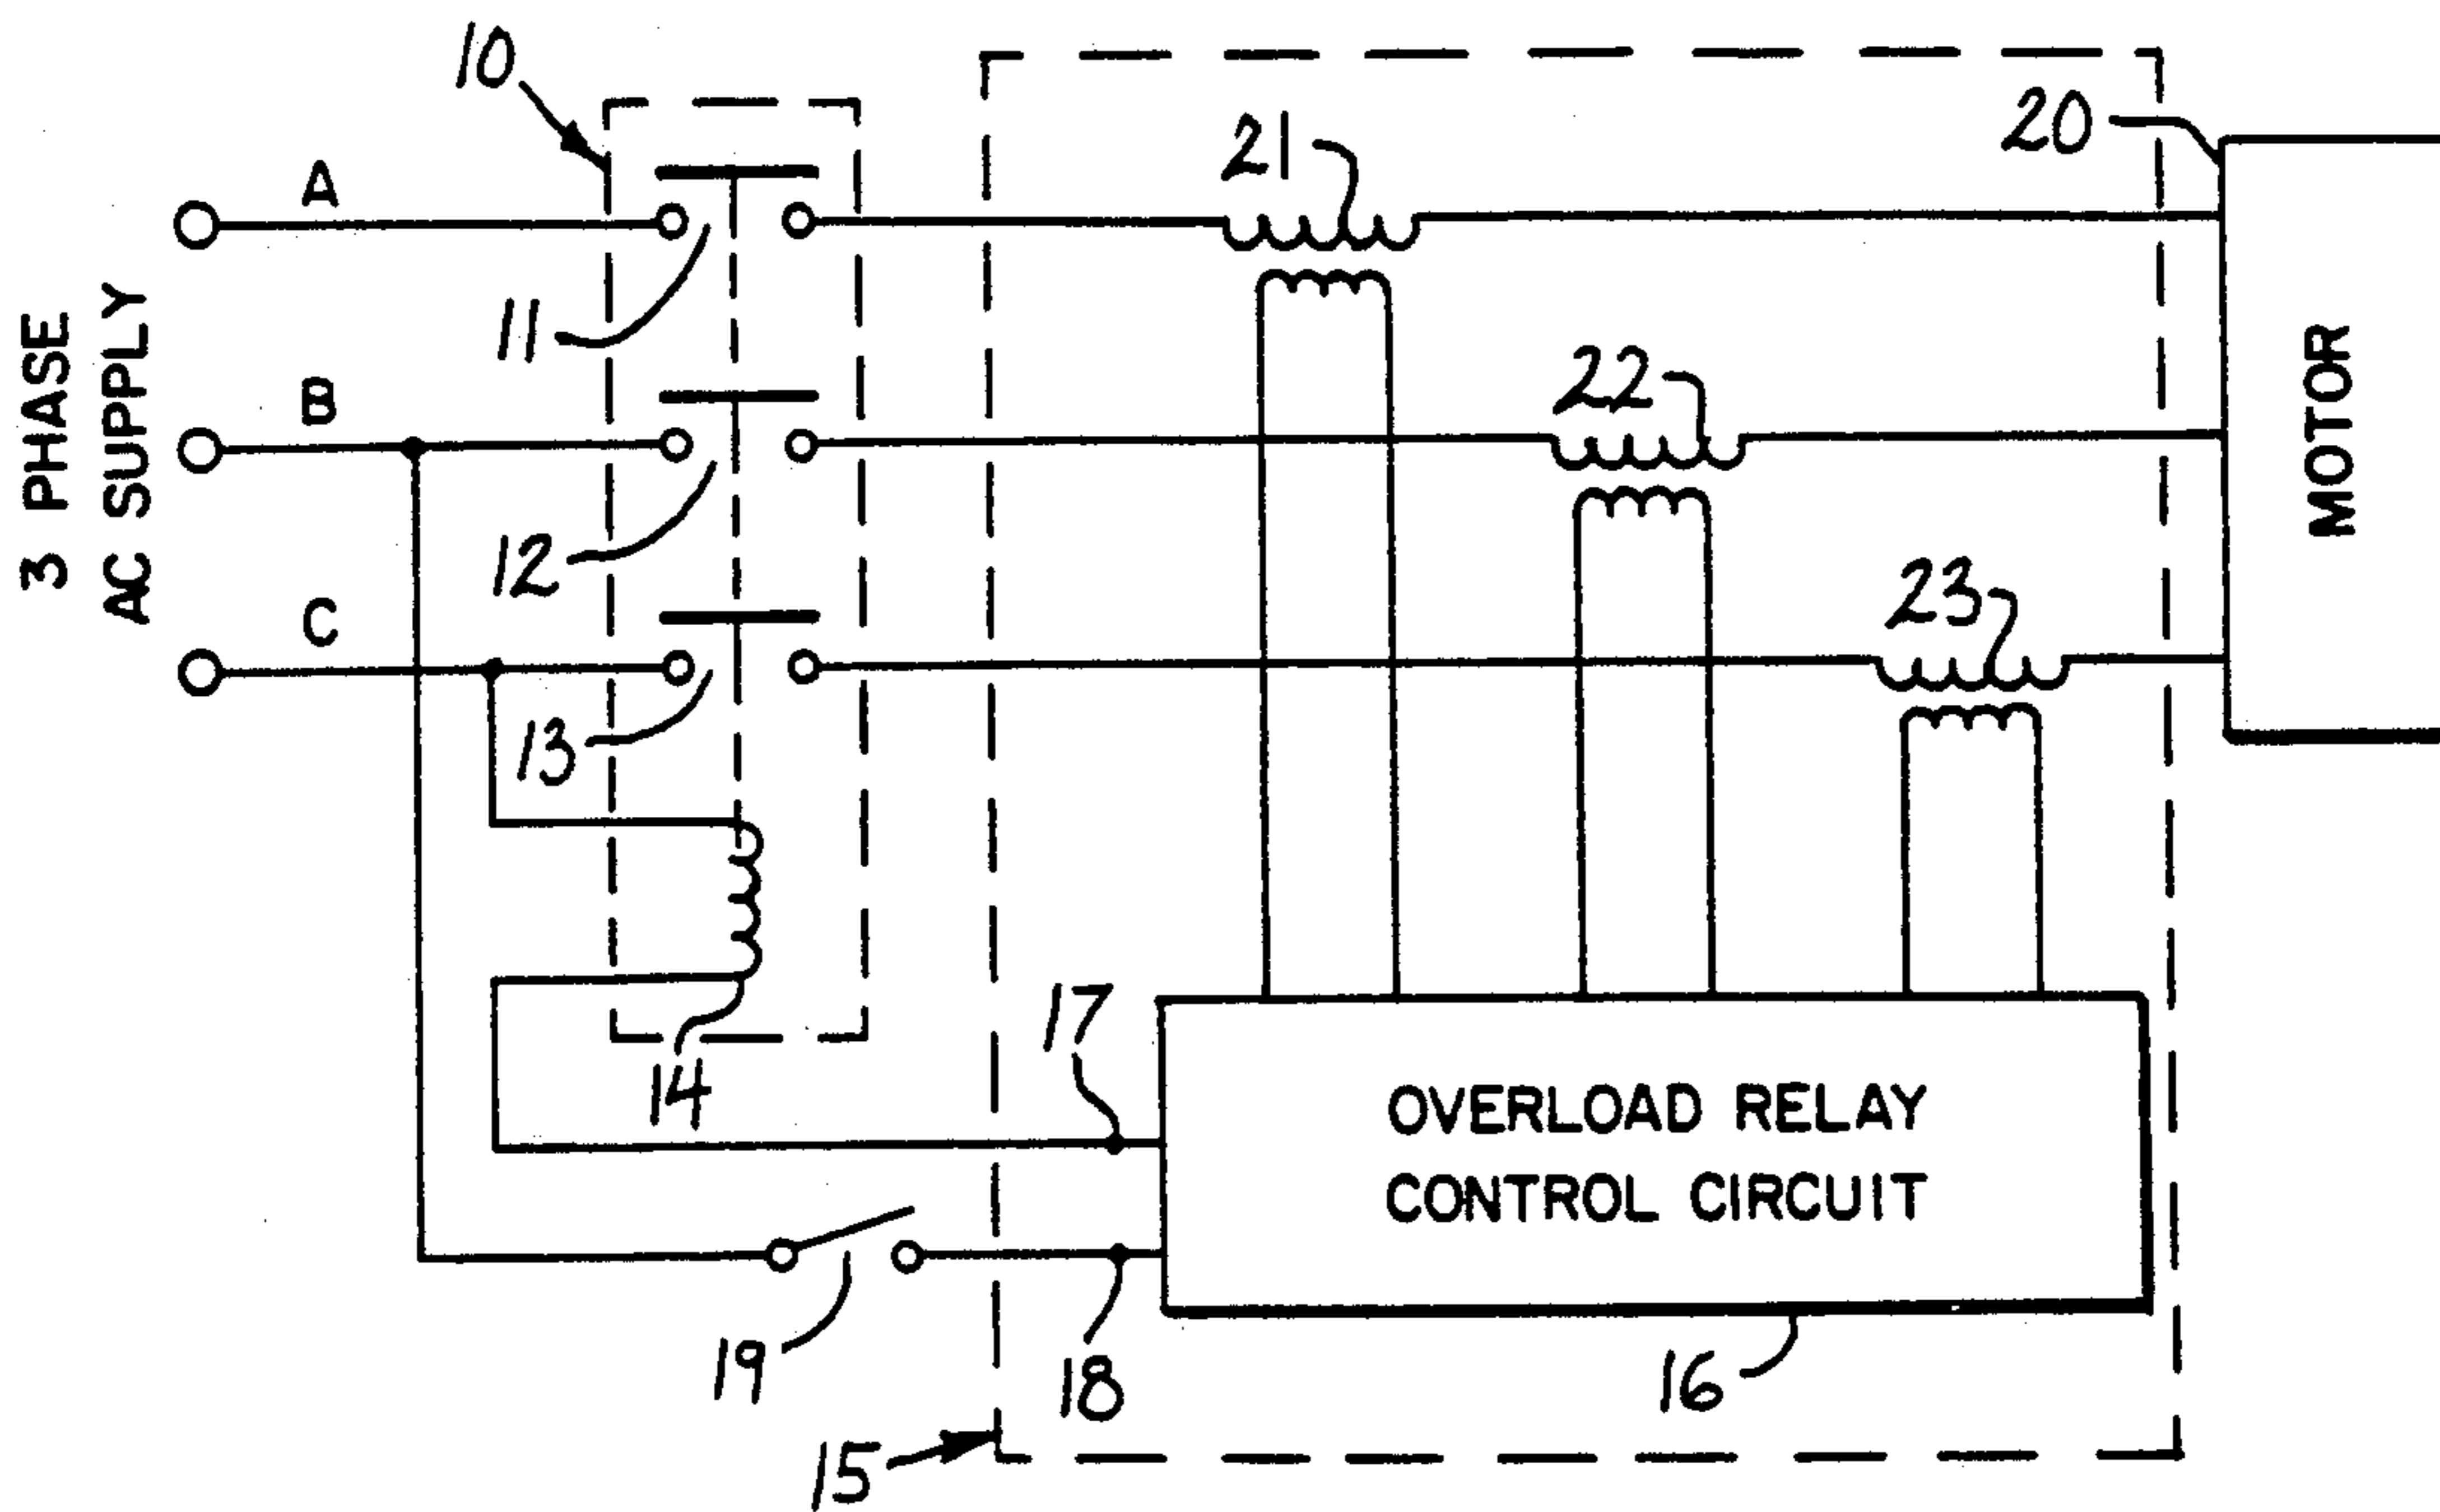 10
20
21
A
3 PHASE
AC SUPPLY
11
22
B
MOTOR
12
23
C
13
17
14
OVERLOAD RELAY
CONTROL CIRCUIT
19
18
16
15